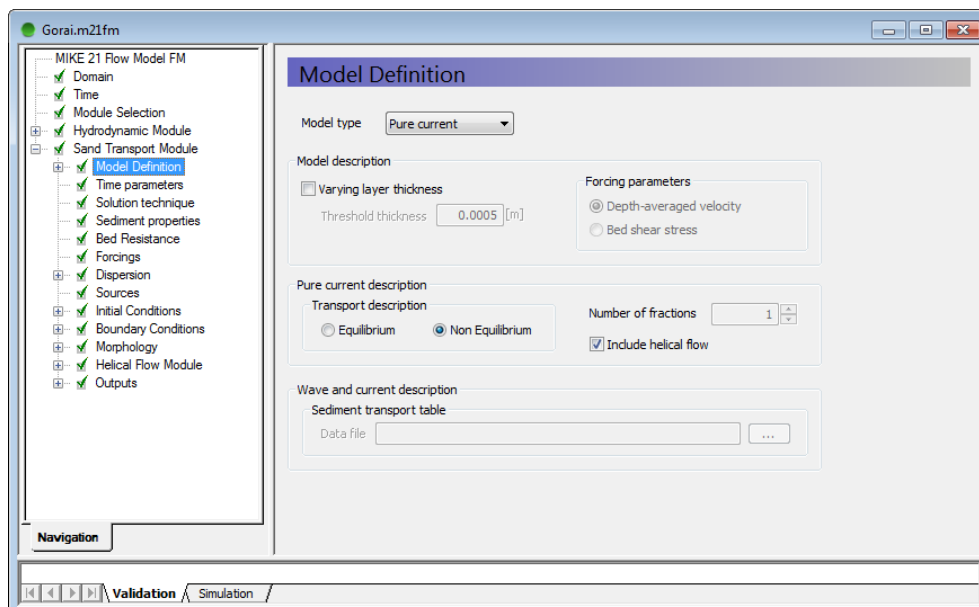 Gorai.m21fm
MIKE 21 Flow Model FM
Domain
Time
Module Selection
Hydrodynamic Module
Sand Transport Module
Model Definition
Time parameters
Solution technique
Sediment properties
Bed Resistance
Forcings
Dispersion
Sources
Initial Conditions
Boundary Conditions
Morphology
Helical Flow Module
Outputs
Navigation
Model Definition
Model type Pure current
Model description
Varying layer thickness
Threshold thickness 0.0005 [m]
Forcing parameters
Depth-averaged velocity
Bed shear stress
Pure current description
Transport description
Equilibrium Non Equilibrium
Number of fractions 1
Include helical flow
Wave and current description
Sediment transport table
Data file ...
Validation Simulation